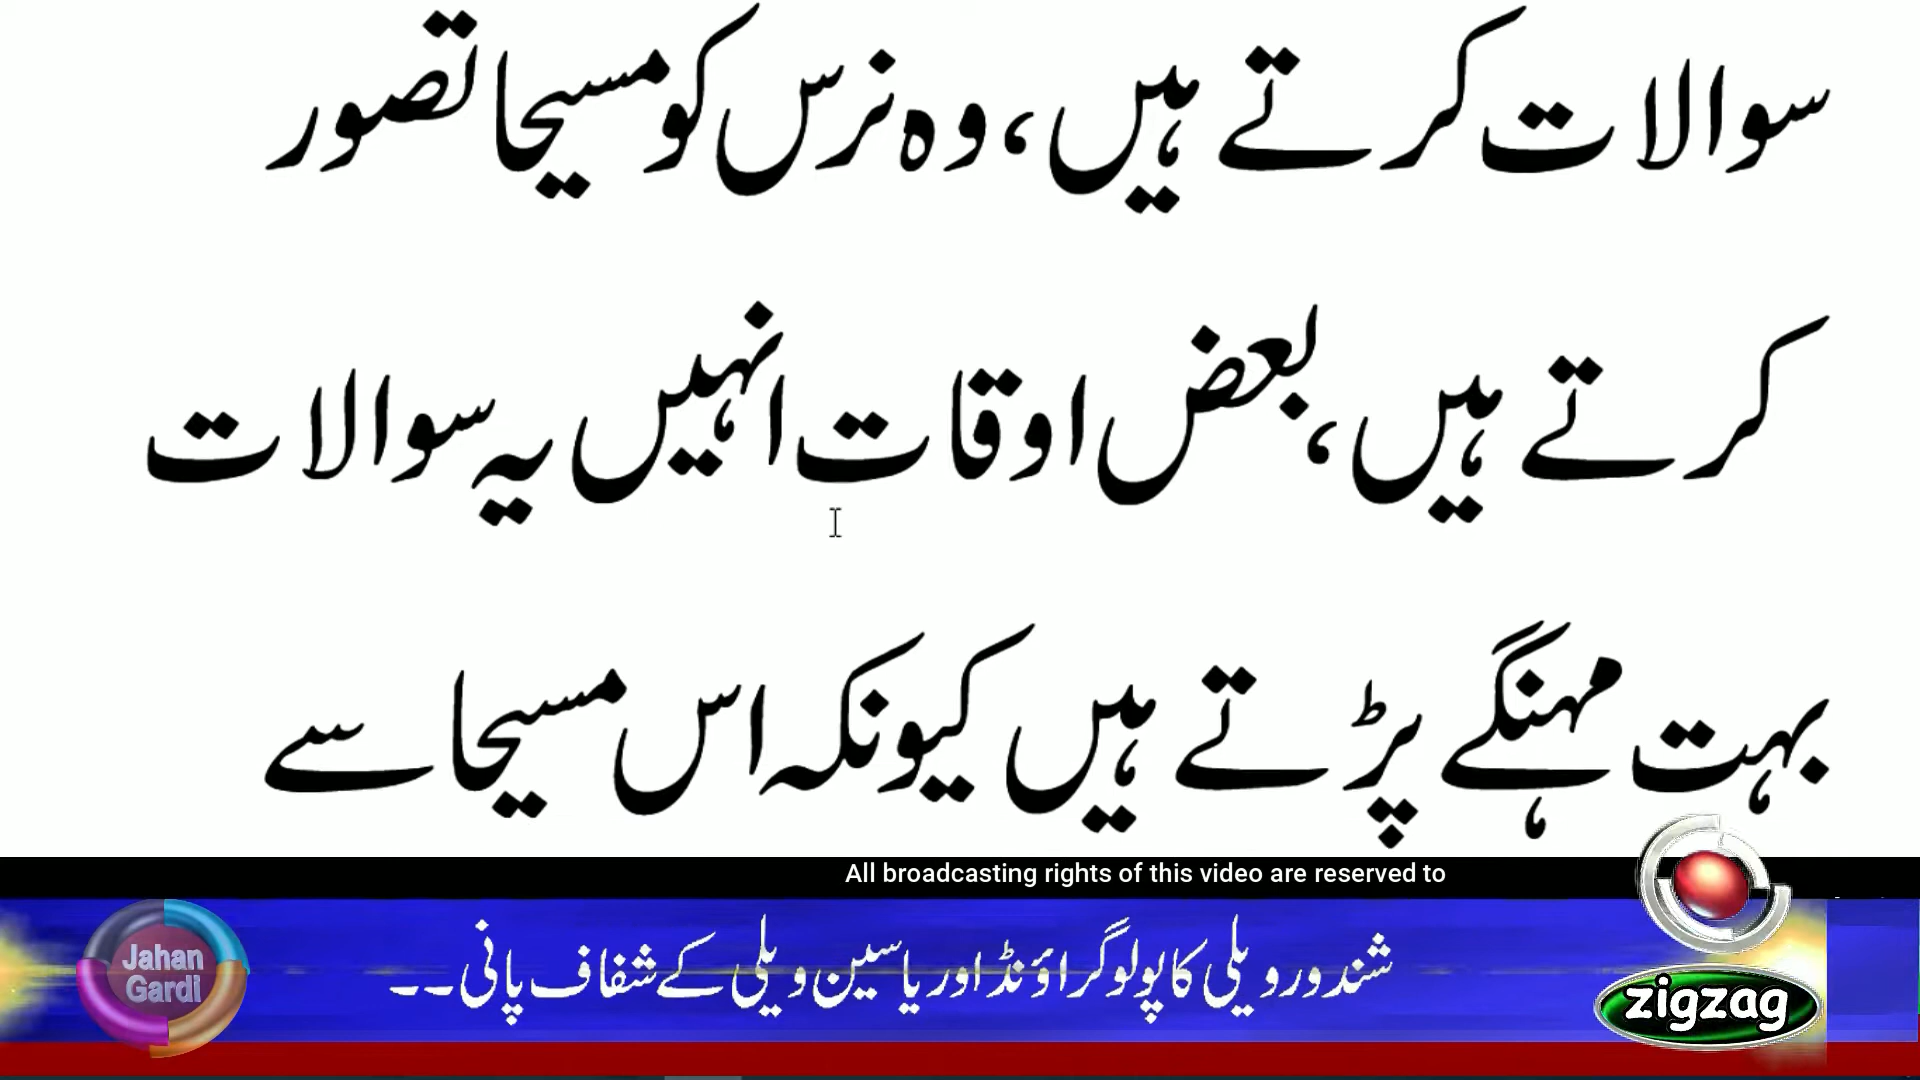 سوالات کرتے ہیں، وہ نرس کو مسیحا تصور
کرتے ہیں، بعض اوقات انہیں یہ سوالات
بہت مہنگے پڑتے ہیں کیونکہ اس مسیحا سے
All broadcasting rights of this video are reserved to
Jahan
Gardi
شندور ویلی کا پولو گراؤنڈ اور یاسین ویلی کے شفاف پانی۔۔
zigzag